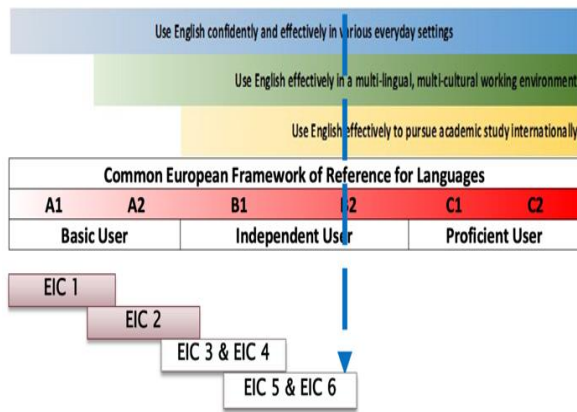 Use English confidently and effectively in various everyday settings
Use English effectively in a multi-lingual, multi-cultural working environment
Use English effectively to pursue academic study internationally
Common European Framework of Reference for Languages
A1 A2 B1 B2 C1 C2
Basic User Independent User Proficient User
EIC 1
EIC 2
EIC 3 & EIC 4
EIC 5 & EIC 6